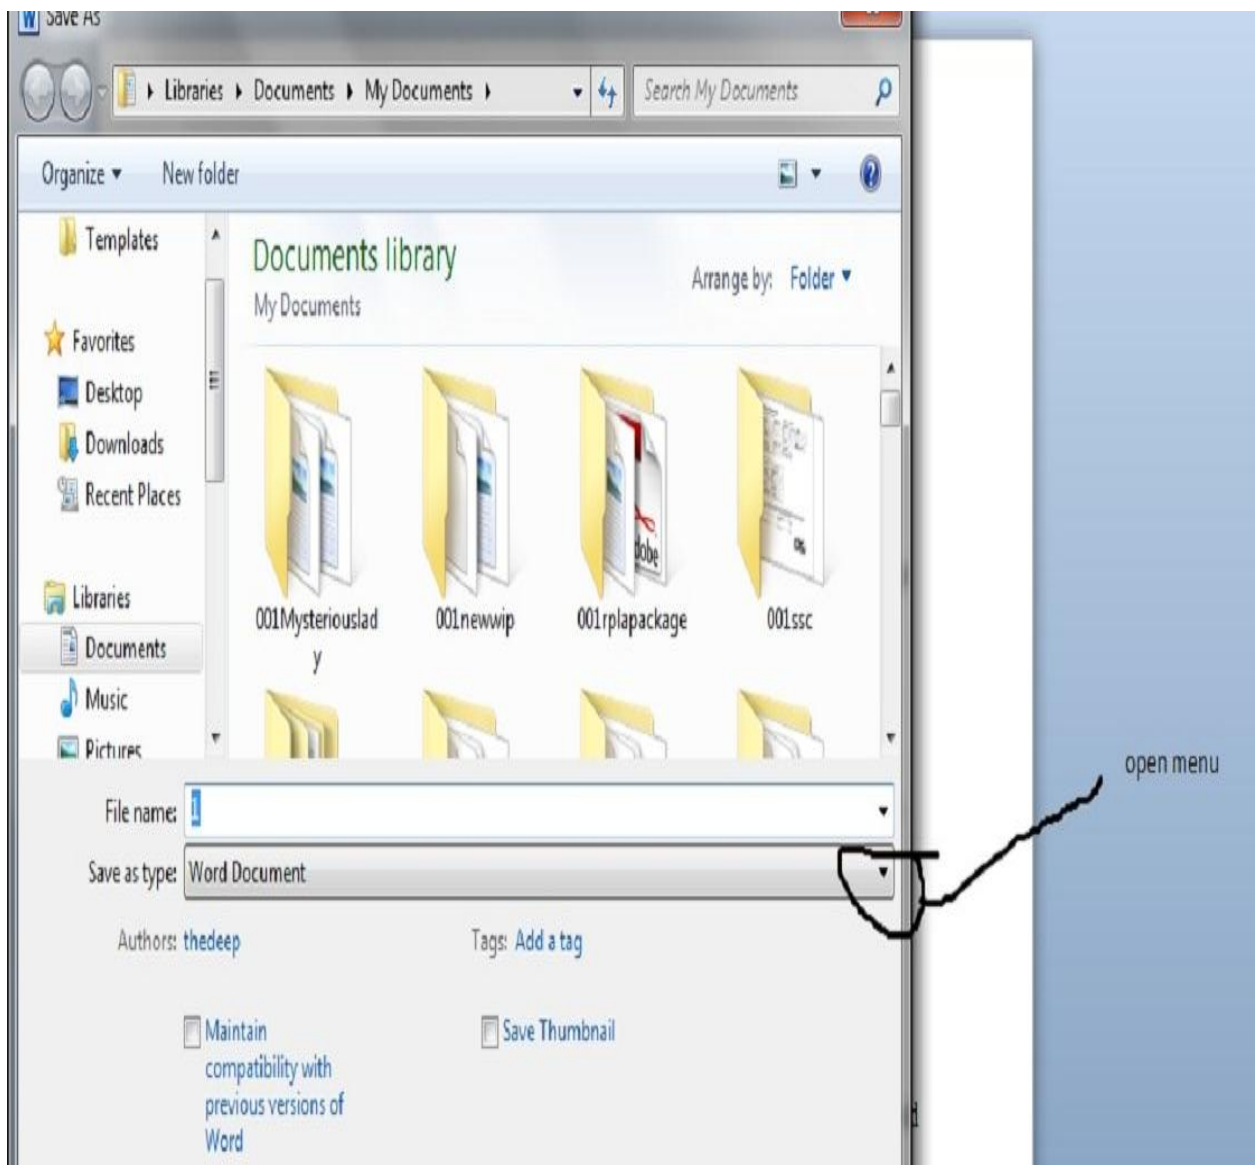 Save As
Libraries Documents My Documents
Search My Documents
Organize New folder
Templates
Favorites
Desktop
Downloads
Recent Places
Libraries
Documents
Music
Pictures
Documents library
My Documents
Arrange by: Folder
001Mysteriouslad
y
001newwip
001rplapackage
001ssc
dobe
open menu
File name: 1
Save as type: Word Document
Authors: thedeep
Tags: Add a tag
Maintain
compatibility with
previous versions of
Word
Save Thumbnail